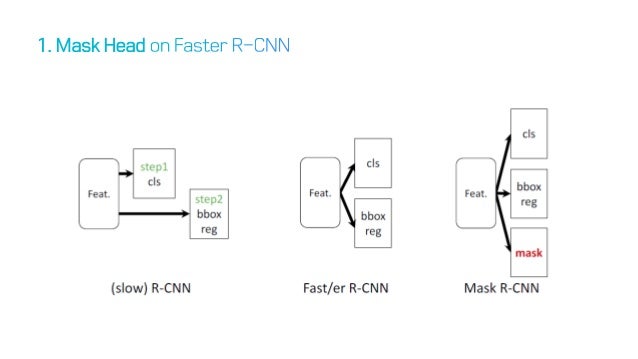 1. Mask Head on Faster R-CNN
Feat.
step1
cls
step2
bbox
reg
(slow) R-CNN
Feat.
cls
bbox
reg
Fast/er R-CNN
Feat.
cls
bbox
reg
mask
Mask R-CNN